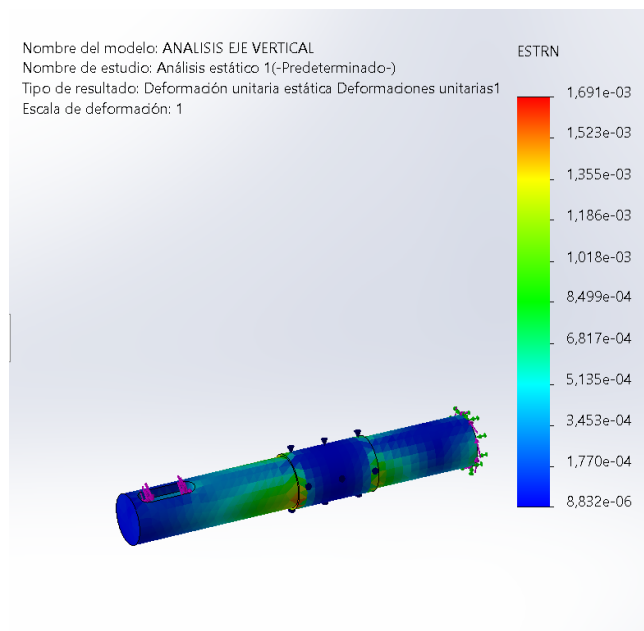 Nombre del modelo: ANALISIS EJE VERTICAL
Nombre de estudio: Análisis estático 1(-Predeterminado-)
Tipo de resultado: Deformación unitaria estática Deformaciones unitarias1
Escala de deformación: 1
ESTRN
1,691e-03
1,523e-03
1,355e-03
1,186e-03
1,018e-03
8,499e-04
6,817e-04
5,135e-04
3,453e-04
1,770e-04
8,832e-06